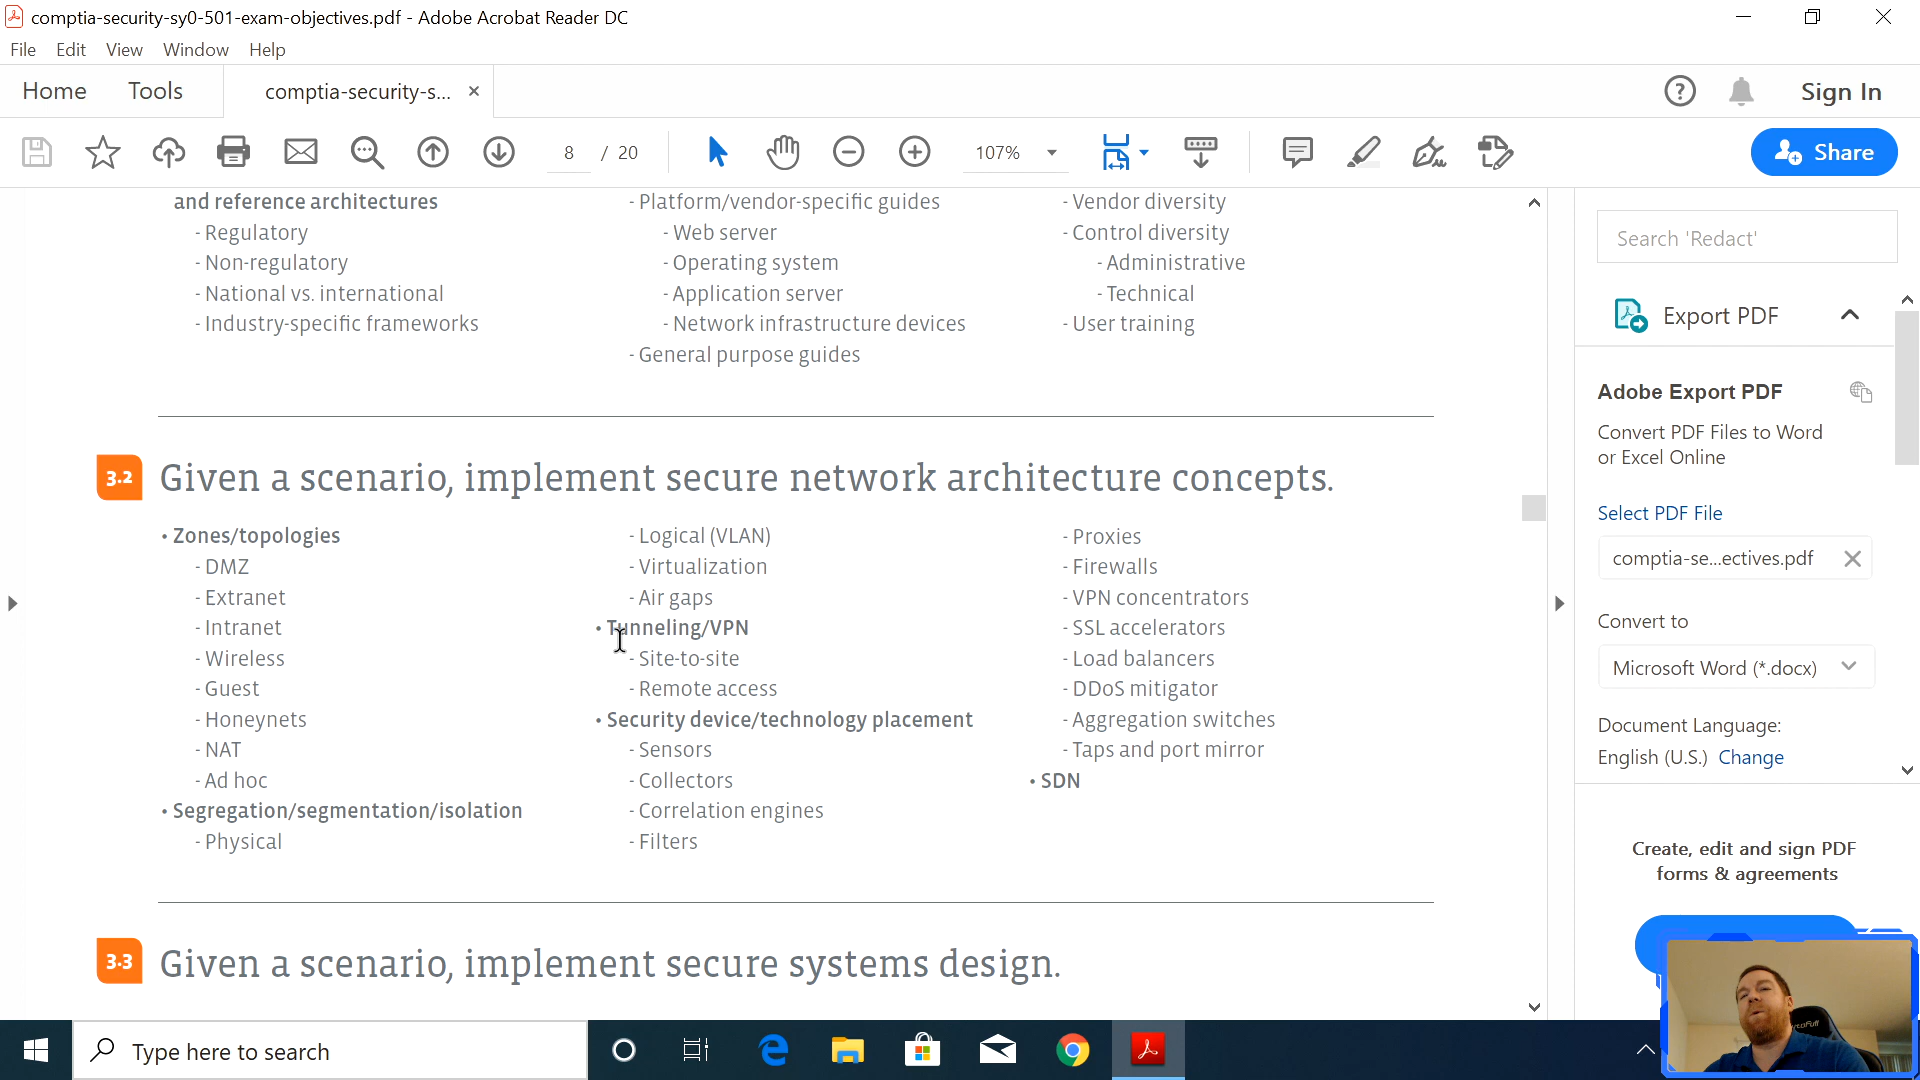 comptia-security-sy0-501-exam-objectives.pdf - Adobe Acrobat Reader DC
File Edit View Window Help
Home Tools comptia-security-s... × Sign In
8 / 20 107% Share
and reference architectures
- Regulatory
- Non-regulatory
- National vs. international
- Industry-specific frameworks
- Platform/vendor-specific guides
- Web server
- Operating system
- Application server
- Network infrastructure devices
- General purpose guides
- Vendor diversity
- Control diversity
- Administrative
- Technical
- User training
3.2 Given a scenario, implement secure network architecture concepts.
• Zones/topologies
- DMZ
- Extranet
- Intranet
- Wireless
- Guest
- Honeynets
- NAT
- Ad hoc
• Segregation/segmentation/isolation
- Physical
- Logical (VLAN)
- Virtualization
- Air gaps
• Tunneling/VPN
- Site-to-site
- Remote access
• Security device/technology placement
- Sensors
- Collectors
- Correlation engines
- Filters
- Proxies
- Firewalls
- VPN concentrators
- SSL accelerators
- Load balancers
- DDoS mitigator
- Aggregation switches
- Taps and port mirror
• SDN
3.3 Given a scenario, implement secure systems design.
Search 'Redact'
Export PDF
Adobe Export PDF
Convert PDF Files to Word
or Excel Online
Select PDF File
comptia-se...ectives.pdf
Convert to
Microsoft Word (*.docx)
Document Language:
English (U.S.) Change
Create, edit and sign PDF
forms & agreements
Type here to search